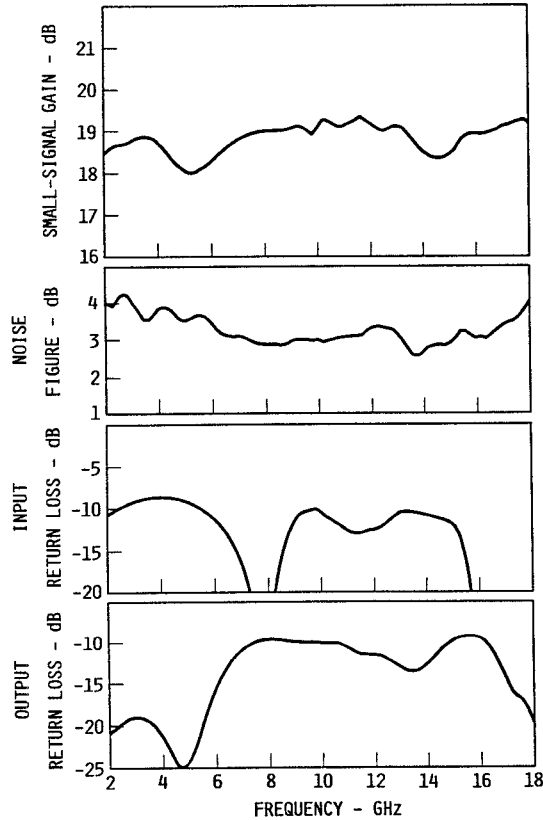 SMALL-SIGNAL GAIN - dB
21
20
19
18
17
16
NOISE
FIGURE - dB
4
3
2
1
INPUT
RETURN LOSS - dB
-5
-10
-15
-20
OUTPUT
RETURN LOSS - dB
-10
-15
-20
-25
2 4 6 8 10 12 14 16 18
FREQUENCY - GHz